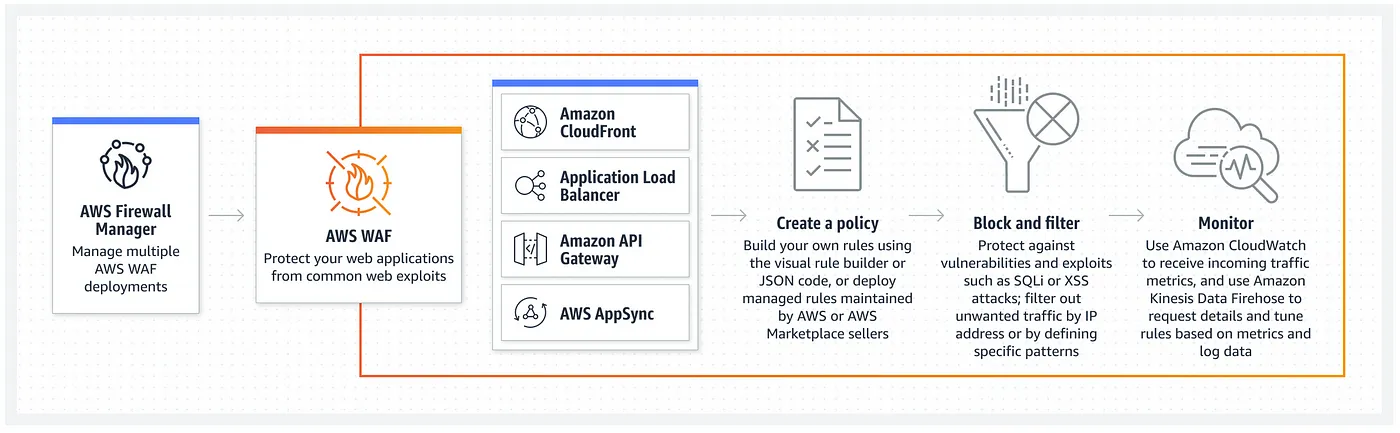 AWS Firewall
Manager
Manage multiple
AWS WAF
deployments
AWS WAF
Protect your web applications
from common web exploits
Amazon
CloudFront
Application Load
Balancer
Amazon API
Gateway
AWS AppSync
Create a policy
Build your own rules using
the visual rule builder or
JSON code, or deploy
managed rules maintained
by AWS or AWS
Marketplace sellers
Block and filter
Protect against
vulnerabilities and exploits
such as SQLi or XSS
attacks; filter out
unwanted traffic by IP
address or by defining
specific patterns
Monitor
Use Amazon CloudWatch
to receive incoming traffic
metrics, and use Amazon
Kinesis Data Firehose to
request details and tune
rules based on metrics and
log data